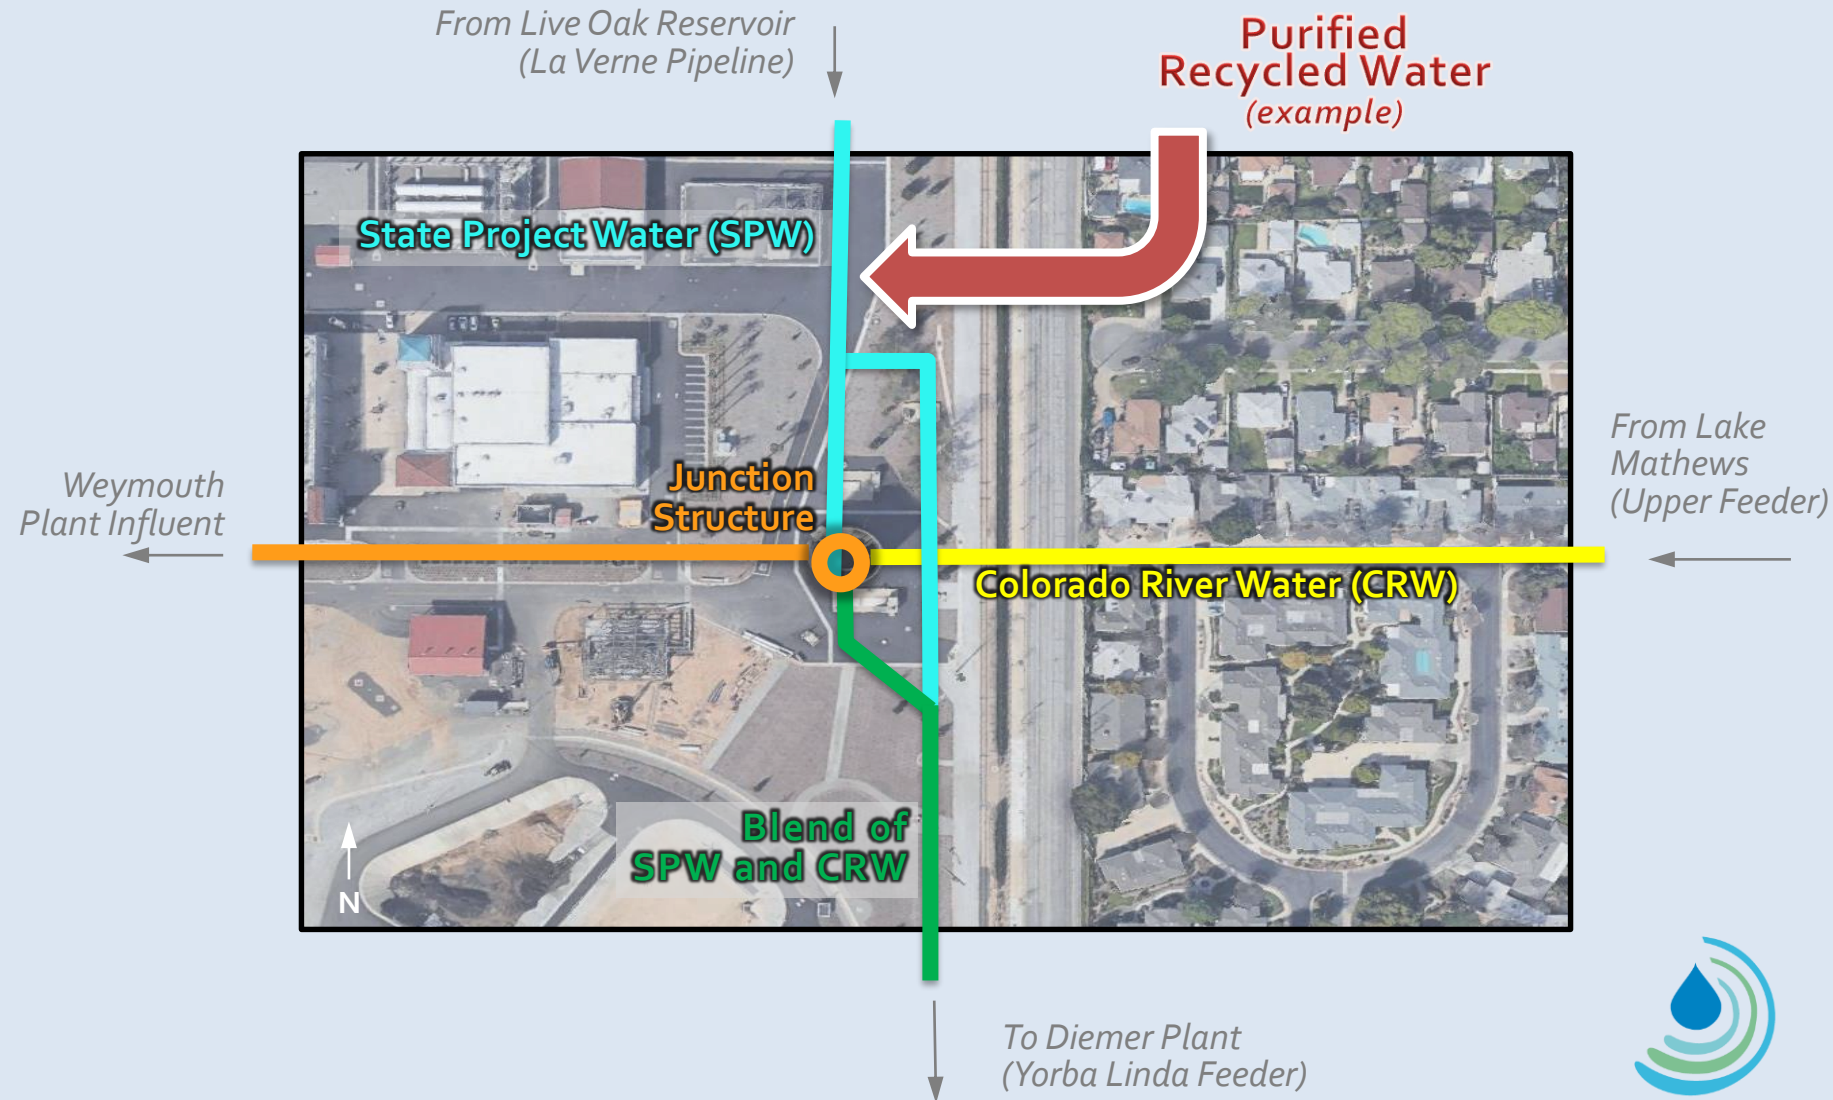 From Live Oak Reservoir
(La Verne Pipeline)
Purified
Recycled Water
(example)
State Project Water (SPW)
From Lake
Mathews
(Upper Feeder)
Junction
Structure
Weymouth
Plant Influent
Colorado River Water (CRW)
Blend of
SPW and CRW
N
To Diemer Plant
(Yorba Linda Feeder)